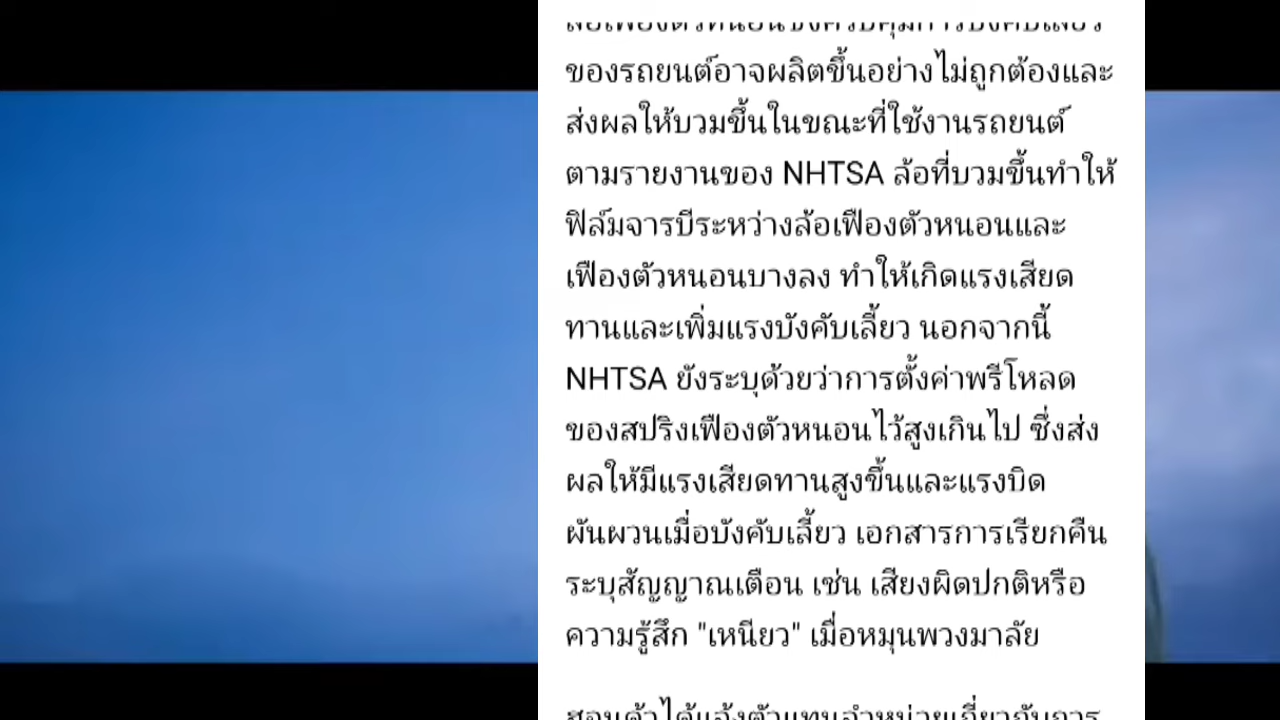 ของรถยนต์อาจผลิตขึ้นอย่างไม่ถูกต้องและ
ส่งผลให้บวมขึ้นในขณะที่ใช้งานรถยนต์
ตามรายงานของ NHTSA ล้อที่บวมขึ้นทำให้
ฟิล์มจารบีระหว่างล้อเฟืองตัวหนอนและ
เฟืองตัวหนอนบางลง ทำให้เกิดแรงเสียด
ทานและเพิ่มแรงบังคับเลี้ยว นอกจากนี้
NHTSA ยังระบุด้วยว่าการตั้งค่าพรีโหลด
ของสปริงเฟืองตัวหนอนไว้สูงเกินไป ซึ่งส่ง
ผลให้มีแรงเสียดทานสูงขึ้นและแรงบิด
ผันผวนเมื่อบังคับเลี้ยว เอกสารการเรียกคืน
ระบุสัญญาณเตือน เช่น เสียงผิดปกติหรือ
ความรู้สึก "เหนียว" เมื่อหมุนพวงมาลัย